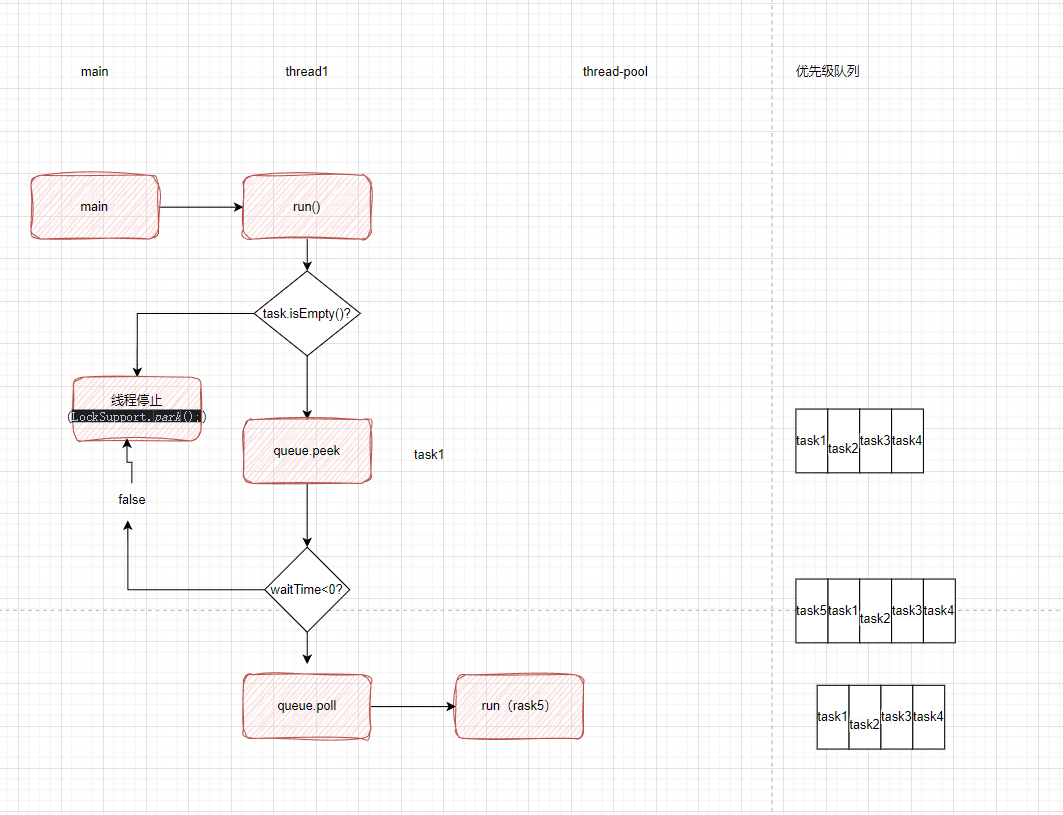 main
thread1
thread-pool
优先级队列
main
run()
task.isEmpty()?
线程停止
(LockSupport.park();)
queue.peek
task1
task1
task2
task3
task4
false
waitTime<0?
task5
task1
task2
task3
task4
queue.poll
run（rask5）
task1
task2
task3
task4